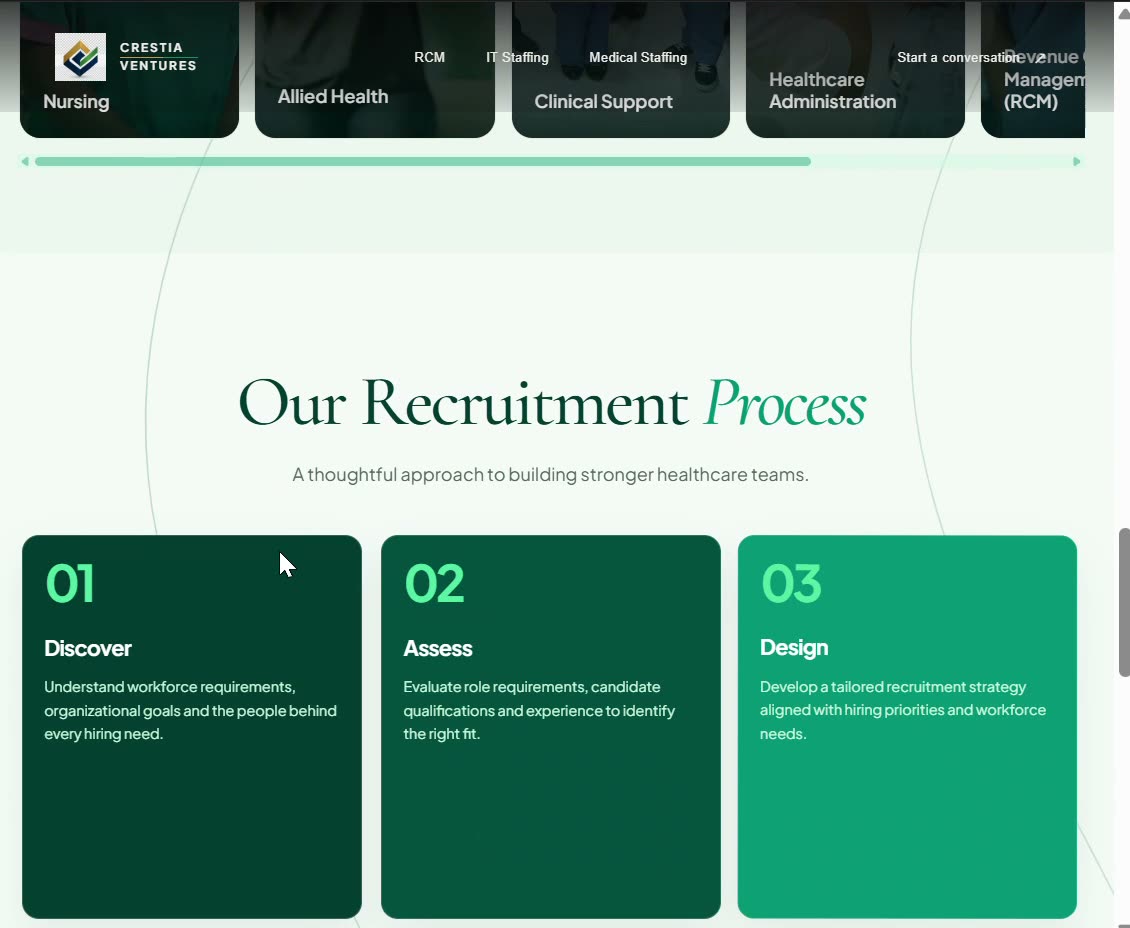 CRESTIA
VENTURES
RCM
IT Staffing
Medical Staffing
Start a conversation ↗
Nursing
Allied Health
Clinical Support
Healthcare
Administration
Revenue
Managem
(RCM)
Our Recruitment Process
A thoughtful approach to building stronger healthcare teams.
01
Discover
Understand workforce requirements,
organizational goals and the people behind
every hiring need.
02
Assess
Evaluate role requirements, candidate
qualifications and experience to identify
the right fit.
03
Design
Develop a tailored recruitment strategy
aligned with hiring priorities and workforce
needs.